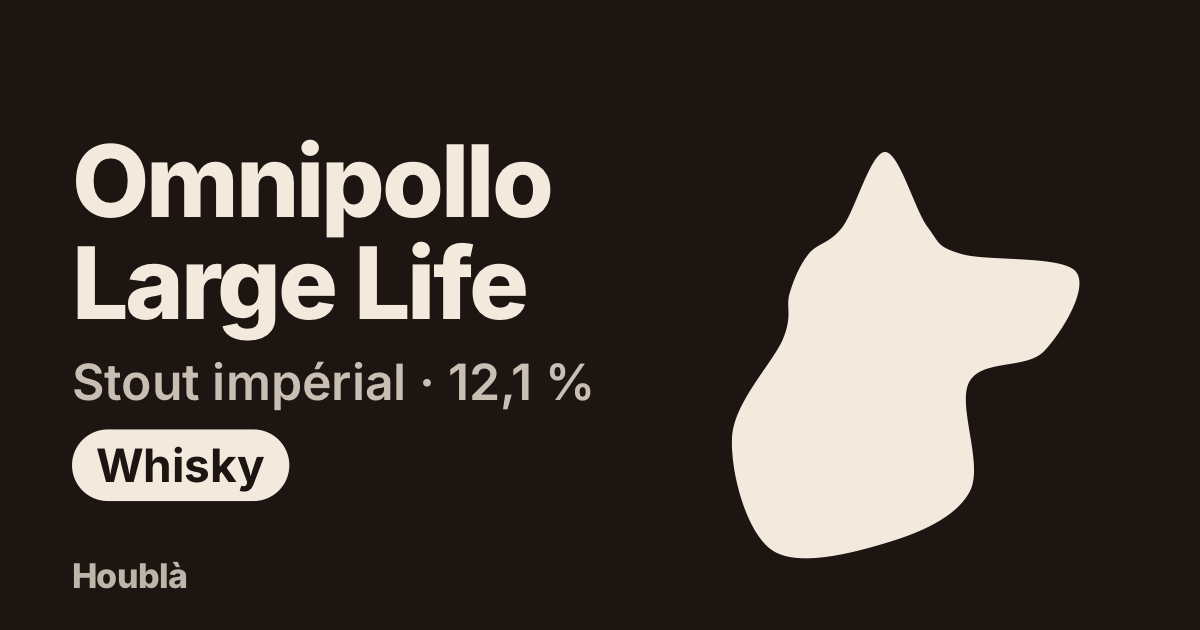 Omnipollo
Large Life
Stout impérial · 12,1 %
Whisky
Houblà